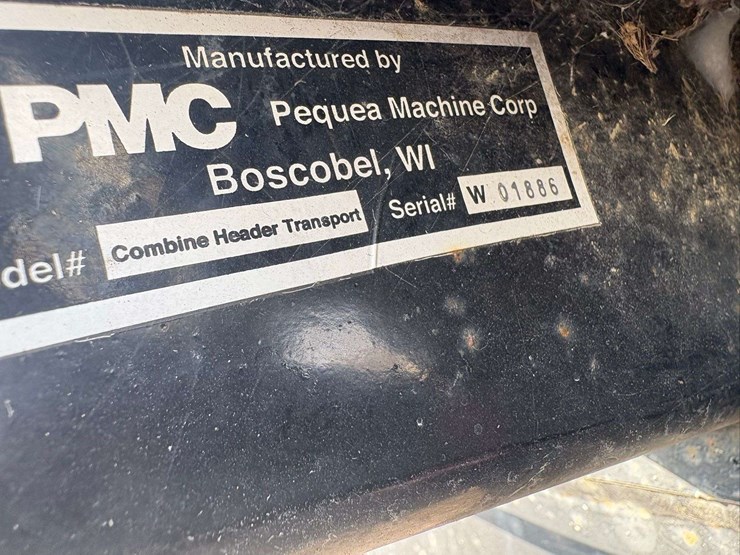 Manufactured by
PMC Pequea Machine Corp
Boscobel, WI
del# Combine Header Transport Serial# W 01886